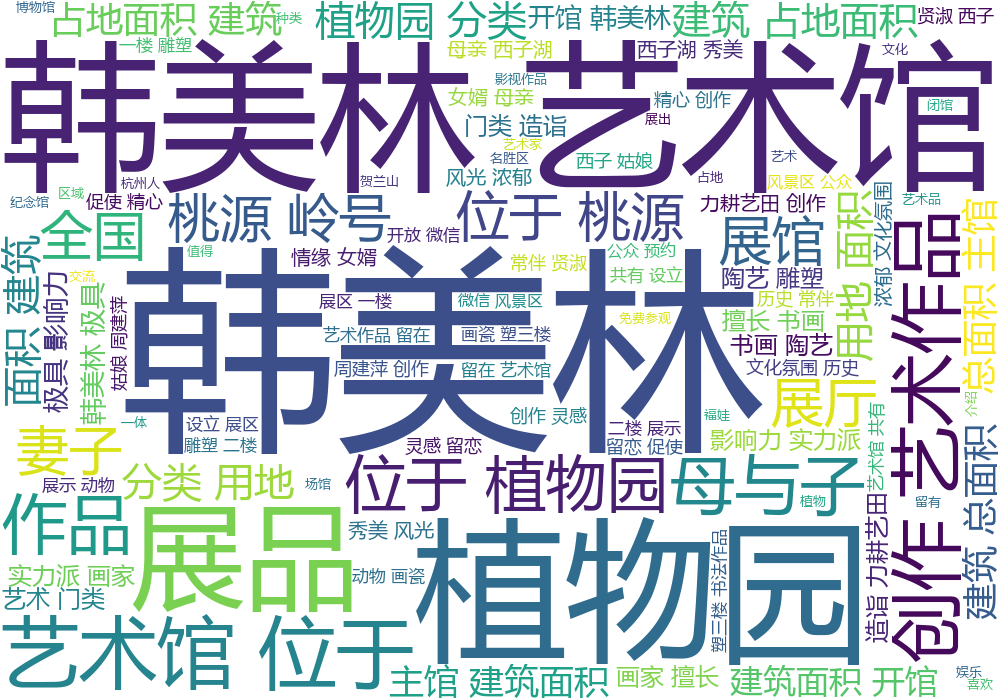 博物馆
占地面积 建筑
种类
植物园 分类
开馆 韩美林
建筑 占地面积
贤淑 西子
一楼 雕塑
母亲 西子湖
西子湖 秀美
文化
韩美林 艺术馆
影视作品
女婿 母亲
精心 创作
闭馆
门类 造诣
展出
艺术家
名胜区
西子 姑娘
艺术
风光 浓郁
占地
风景区 公众
杭州人
贺兰山
区域
纪念馆
促使 精心
桃源 岭号
位于 桃源
力耕艺田 创作
艺术品
全国
开放 微信
展馆
值得
情缘 女婿
常伴 贤淑
公众 预约
共有 设立
陶艺 雕塑
浓郁 文化氛围
用地 面积
创作 艺术作品
总面积 主馆
面积 建筑
极具 影响力
交流
韩美林 极具
姑娘 周建萍
韩美林
展区 一楼
微信 风景区
历史 常伴
免费参观
擅长 书画
艺术作品 留在
画瓷 塑三楼
书画 陶艺
周建萍 创作
留在 艺术馆
文化氛围 历史
展厅
介绍
一体
设立 展区
创作 灵感
福娃
妻子
雕塑 二楼
灵感 留恋
二楼 展示
留恋 促使
影响力 实力派
艺术馆 共有
建筑 总面积
展示 动物
分类 用地
场馆
位于 植物园
母与子
植物
留有
作品
展品
秀美 风光
植物园
塑三楼 书法作品
造诣 力耕艺田
实力派 画家
动物 画瓷
艺术 门类
艺术馆 位于
主馆 建筑面积
画家 擅长
建筑面积 开馆
娱乐
喜欢